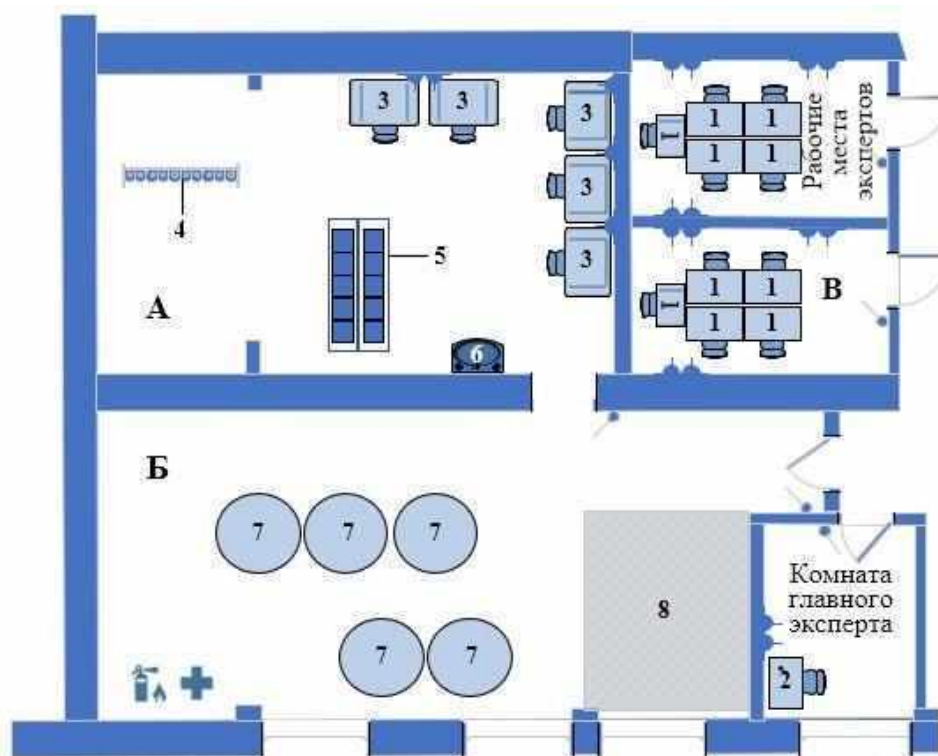 3 3
3
3
3
4
5
А
6
1 1
1
1 1
Рабочие
места
экспертов
1 1
1
1 1
В
Б
7 7 7
7 7
8
Комната
главного
эксперта
2